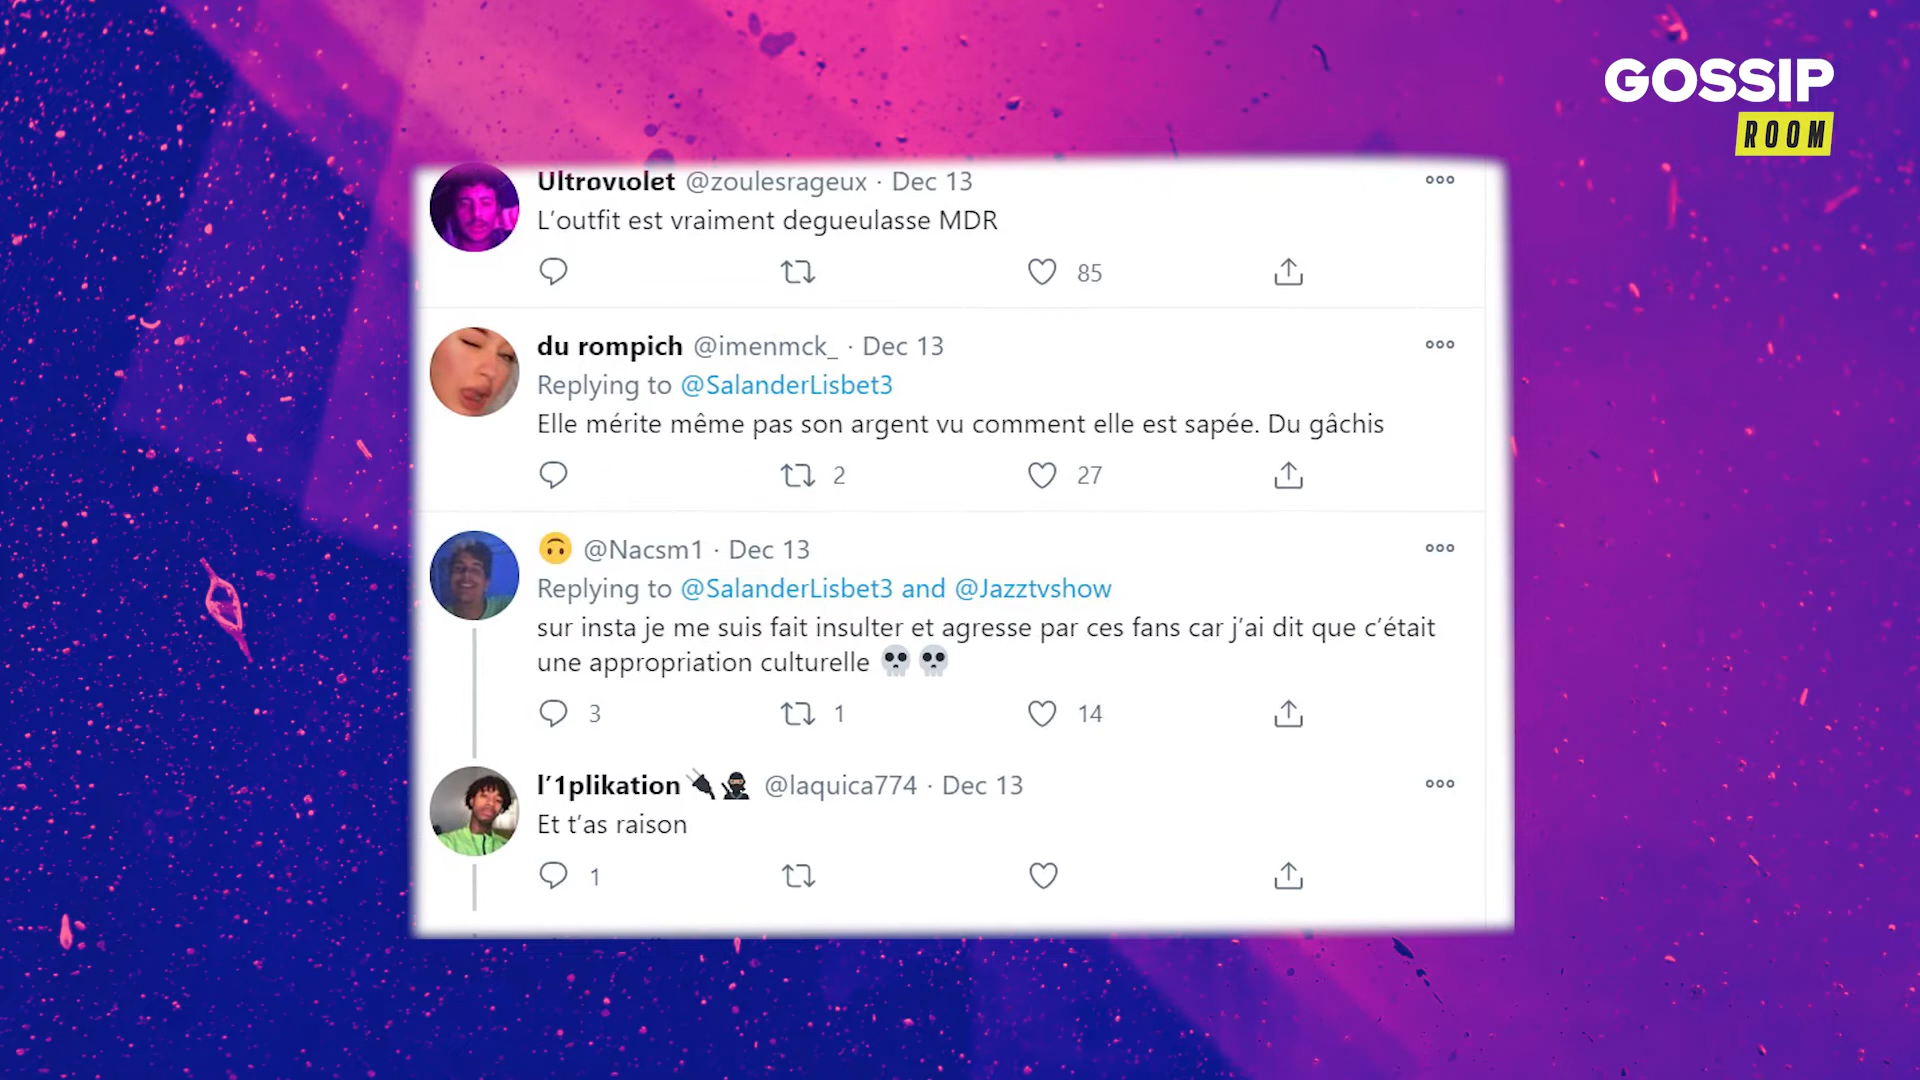 GOSSIP
ROOM
Ultraviolet @zoulesrageux · Dec 13
L’outfit est vraiment degueulasse MDR
85
du rompich @imenmck_ · Dec 13
Replying to @SalanderLisbet3
Elle mérite même pas son argent vu comment elle est sapée. Du gâchis
2 27
🙃 @Nacsm1 · Dec 13
Replying to @SalanderLisbet3 and @Jazztvshow
sur insta je me suis fait insulter et agresse par ces fans car j’ai dit que c’était
une appropriation culturelle 💀💀
3 1 14
l’1plikation 🔌🥷🏿 @laquica774 · Dec 13
Et t’as raison
1